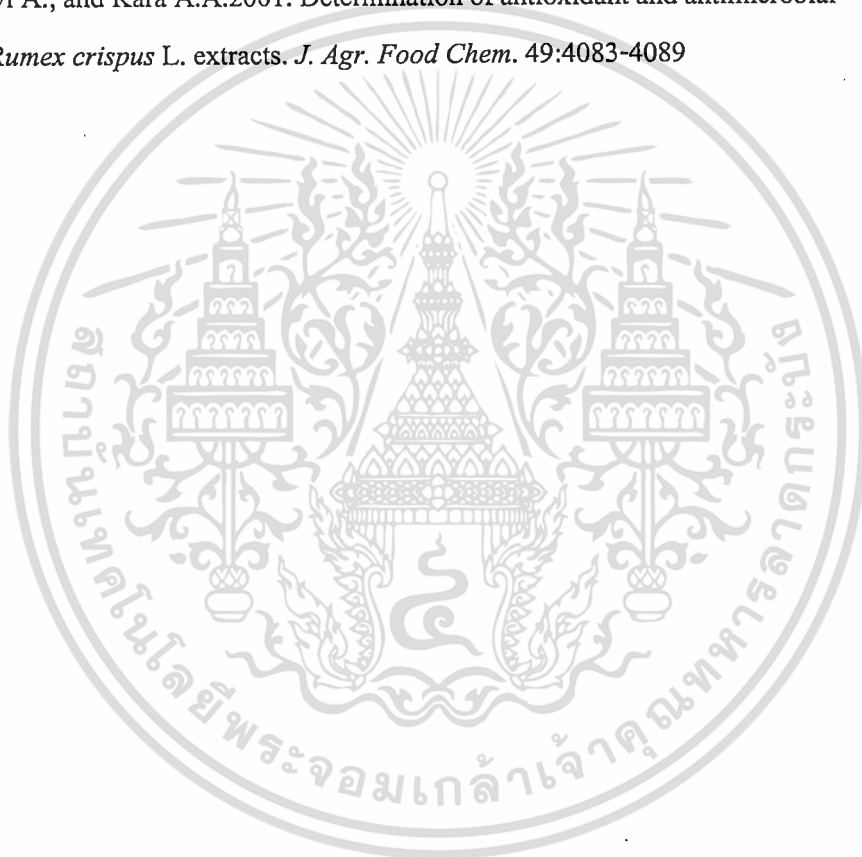 A., and Kara A.A.2001. Determination of antioxidant and antimicrobial
Rumex crispus L. extracts. J. Agr. Food Chem. 49:4083-4089
สถาบันเทคโนโลยีพระจอมเกล้าเจ้าคุณทหารลาดกระบัง